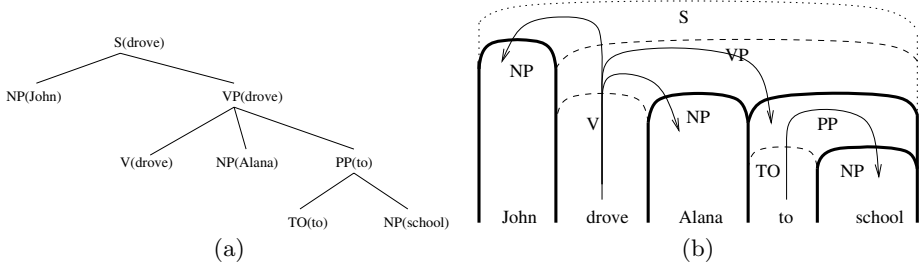 S(drove)
NP(John) VP(drove)
V(drove) NP(Alana) PP(to)
TO(to) NP(school)
(a)
S
VP
NP
V NP PP
TO NP
John drove Alana to school
(b)